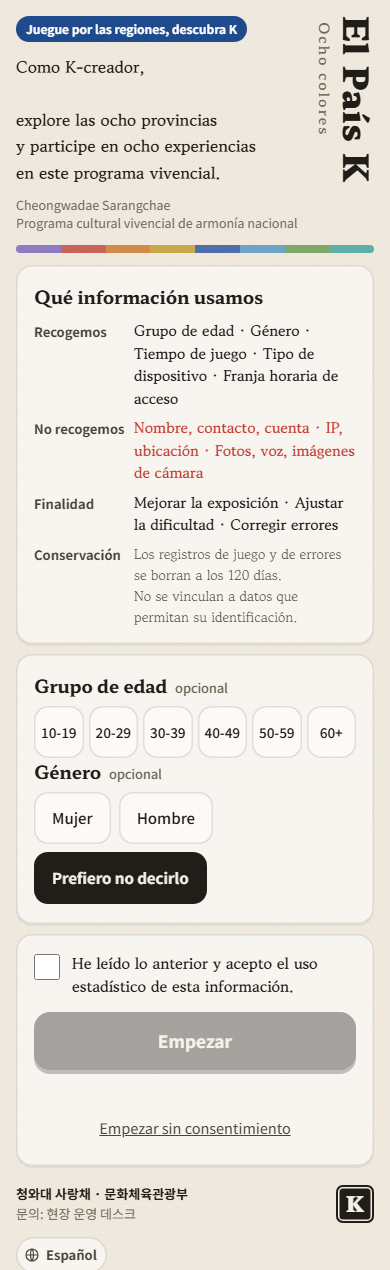 Juegue por las regiones, descubra K
Como K-creador,
explore las ocho provincias
y participe en ocho experiencias
en este programa vivencial.
El País K
Ocho colores
Cheongwadae Sarangchae
Programa cultural vivencial de armonía nacional
Qué información usamos
Recogemos
Grupo de edad · Género ·
Tiempo de juego · Tipo de
dispositivo · Franja horaria de
acceso
No recogemos
Nombre, contacto, cuenta · IP,
ubicación · Fotos, voz, imágenes
de cámara
Finalidad
Mejorar la exposición · Ajustar
la dificultad · Corregir errores
Conservación
Los registros de juego y de errores
se borran a los 120 días.
No se vinculan a datos que
permitan su identificación.
Grupo de edad opcional
10-19 20-29 30-39 40-49 50-59 60+
Género opcional
Mujer Hombre
Prefiero no decirlo
He leído lo anterior y acepto el uso
estadístico de esta información.
Empezar
Empezar sin consentimiento
청와대 사랑채 · 문화체육관광부
문의: 현장 운영 데스크
K
Español